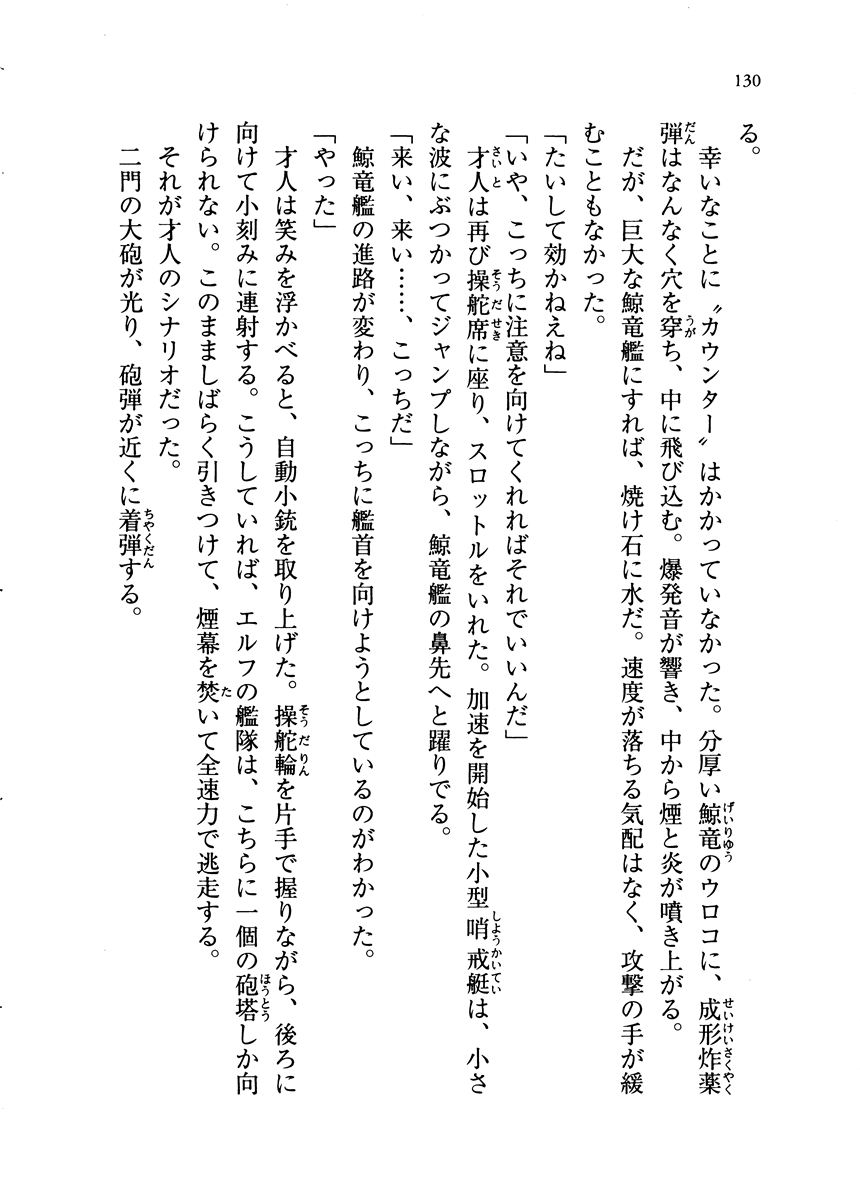 130
る。
　幸いなことに〝カウンター〟はかかっていなかった。分厚い鯨竜のウロコに、成形炸薬
弾はなんなく穴を穿ち、中に飛び込む。爆発音が響き、中から煙と炎が噴き上がる。
　だが、巨大な鯨竜艦にすれば、焼け石に水だ。速度が落ちる気配はなく、攻撃の手が緩
むこともなかった。
「たいして効かねえね」
「いや、こっちに注意を向けてくれればそれでいいんだ」
　才人は再び操舵席に座り、スロットルをいれた。加速を開始した小型哨戒艇は、小さ
な波にぶつかってジャンプしながら、鯨竜艦の鼻先へと躍りでる。
「来い、来い……、こっちだ」
　鯨竜艦の進路が変わり、こっちに艦首を向けようとしているのがわかった。
「やった」
　才人は笑みを浮かべると、自動小銃を取り上げた。操舵輪を片手で握りながら、後ろに
向けて小刻みに連射する。こうしていれば、エルフの艦隊は、こちらに一個の砲塔しか向
けられない。このまましばらく引きつけて、煙幕を焚いて全速力で逃走する。
　それが才人のシナリオだった。
　二門の大砲が光り、砲弾が近くに着弾する。